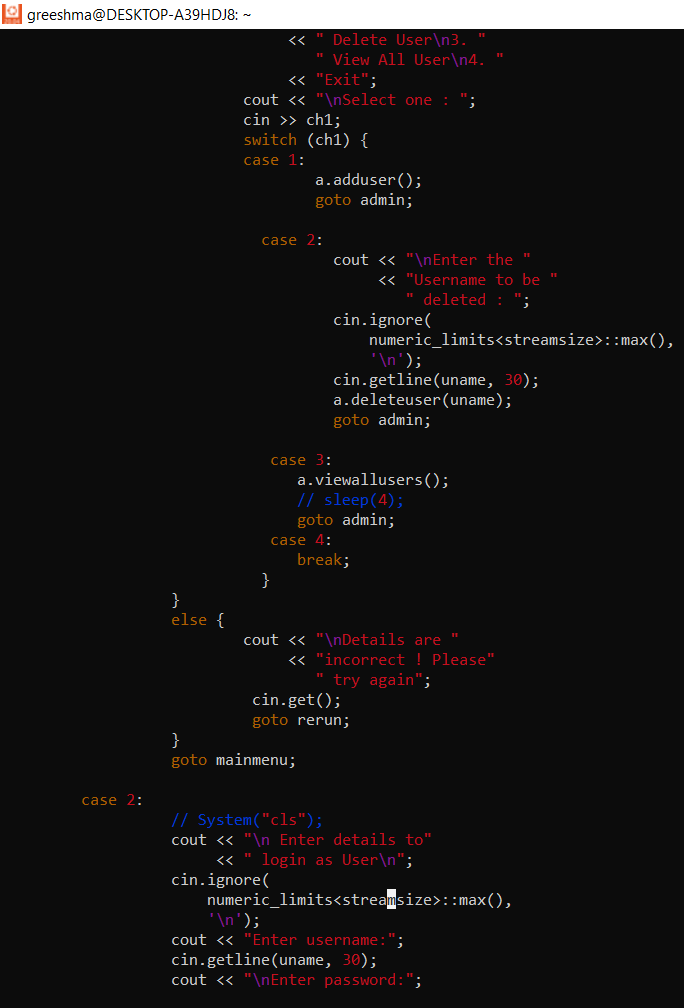 greeshma@DESKTOP-A39HDJ8: ~
<< " Delete User\n3. "
" View All User\n4. "
<< "Exit";
cout << "\nSelect one : ";
cin >> ch1;
switch (ch1) {
case 1:
a.adduser();
goto admin;
case 2:
cout << "\nEnter the "
<< "Username to be "
" deleted : ";
cin.ignore(
numeric_limits<streamsize>::max(),
'\n');
cin.getline(uname, 30);
a.deleteuser(uname);
goto admin;
case 3:
a.viewallusers();
// sleep(4);
goto admin;
case 4:
break;
}
}
else {
cout << "\nDetails are "
<< "incorrect ! Please"
" try again";
cin.get();
goto rerun;
}
goto mainmenu;
case 2:
// System("cls");
cout << "\n Enter details to"
<< " login as User\n";
cin.ignore(
numeric_limits<streamsize>::max(),
'\n');
cout << "Enter username:";
cin.getline(uname, 30);
cout << "\nEnter password:";